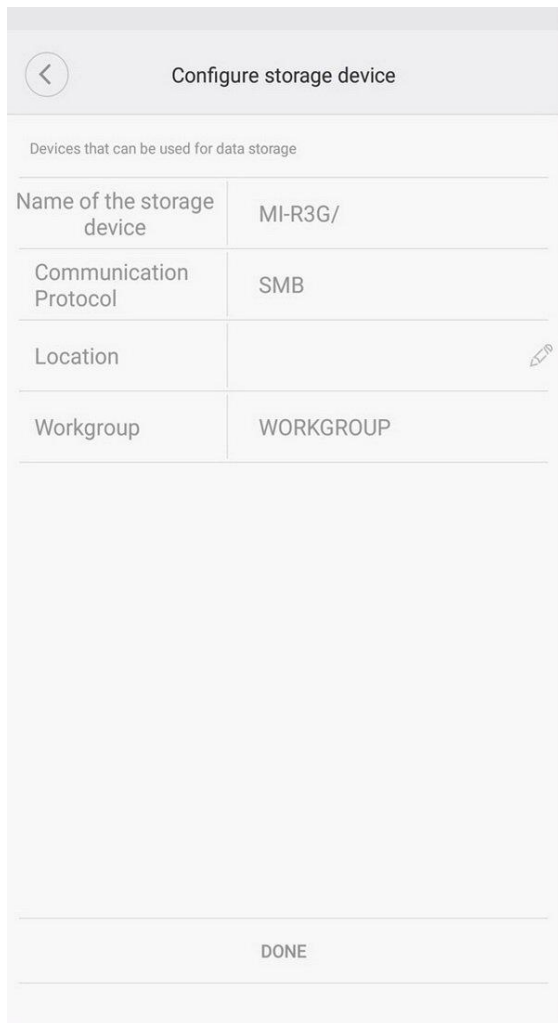 Configure storage device
Devices that can be used for data storage
Name of the storage
device
MI-R3G/
Communication
Protocol
SMB
Location
Workgroup
WORKGROUP
DONE